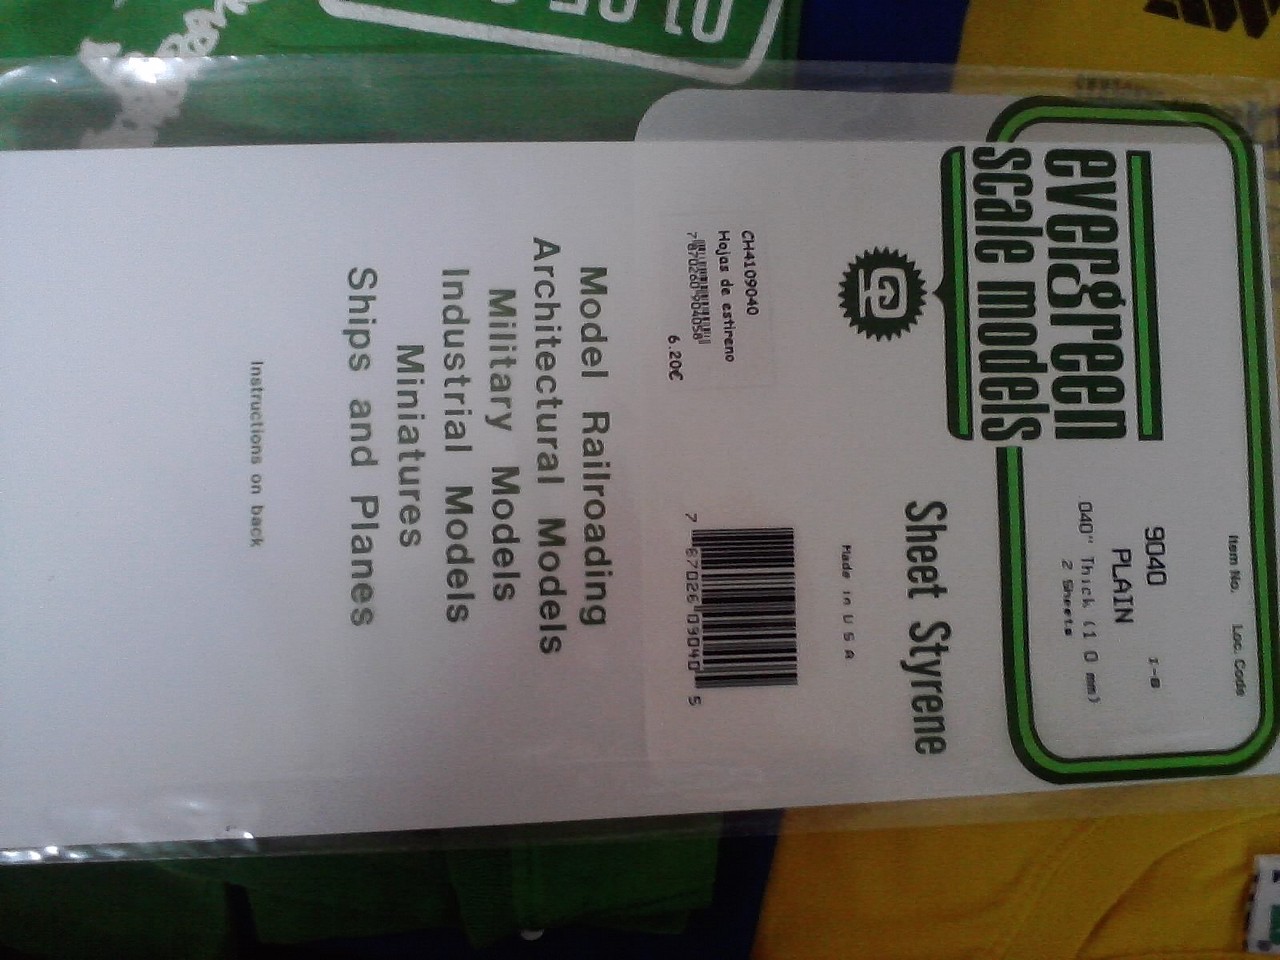 Item No. Loc. Code
9040 I-8
PLAIN
.040" Thick (1.0 mm)
2 Sheets
evergreen
scale models
Sheet Styrene
Made in U S A
CH4109040
Hojas de estireno
6.20€
7 87026 09040 5
Model Railroading
Architectural Models
Military Models
Industrial Models
Miniatures
Ships and Planes
Instructions on back